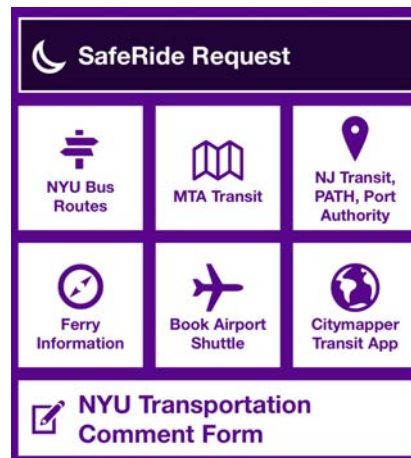 SafeRide Request
NYU Bus
Routes
MTA Transit
NJ Transit,
PATH, Port
Authority
Ferry
Information
Book Airport
Shuttle
Citymapper
Transit App
NYU Transportation
Comment Form